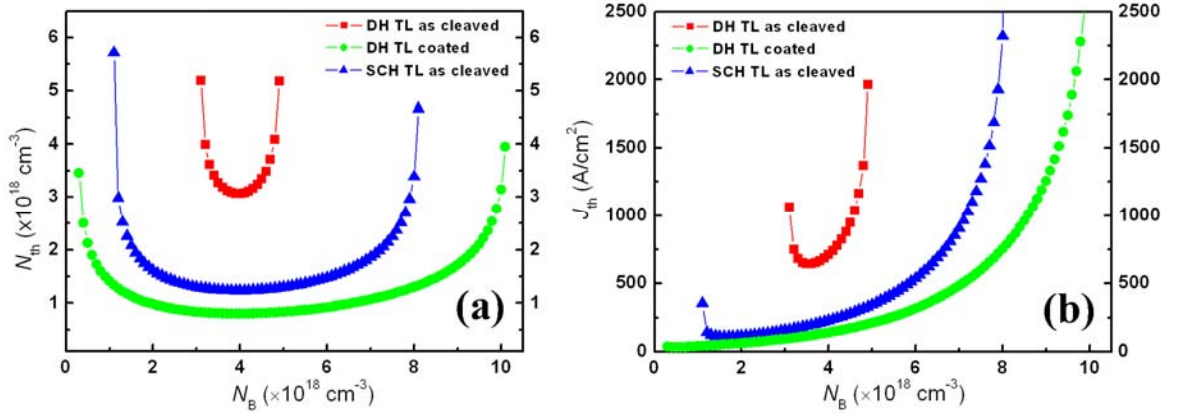 DH TL as cleaved
DH TL coated
SCH TL as cleaved
6
5
4
3
2
1
6
5
4
3
2
1
N_th (×10^18 cm^-3)
(a)
0 2 4 6 8 10
N_B (×10^18 cm^-3)
DH TL as cleaved
DH TL coated
SCH TL as cleaved
2500
2000
1500
1000
500
0
2500
2000
1500
1000
500
0
J_th (A/cm^2)
(b)
0 2 4 6 8 10
N_B (×10^18 cm^-3)